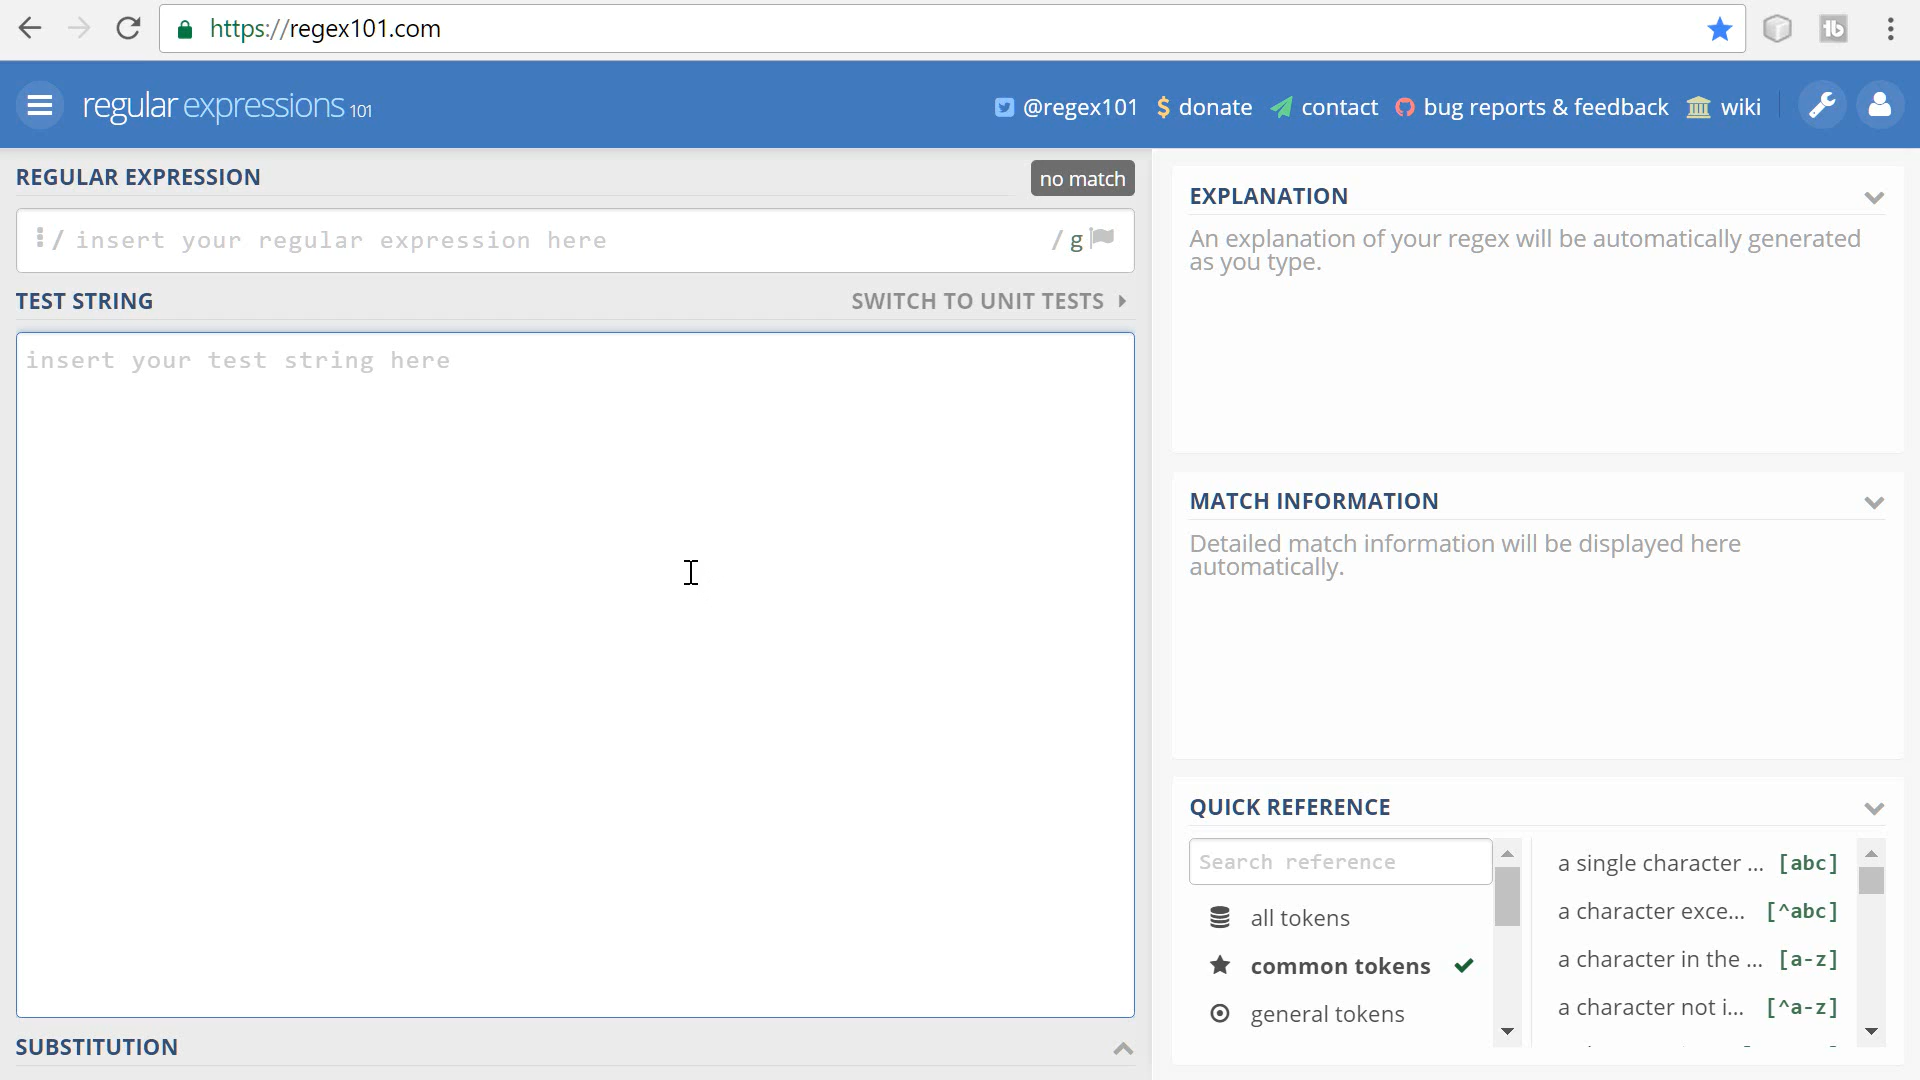 https://regex101.com
regular expressions 101
@regex101 $ donate contact bug reports & feedback wiki
REGULAR EXPRESSION
no match
/ insert your regular expression here / g
TEST STRING
SWITCH TO UNIT TESTS
insert your test string here
SUBSTITUTION
EXPLANATION
An explanation of your regex will be automatically generated
as you type.
MATCH INFORMATION
Detailed match information will be displayed here
automatically.
QUICK REFERENCE
Search reference
all tokens
common tokens
general tokens
a single character ... [abc]
a character exce... [^abc]
a character in the ... [a-z]
a character not i... [^a-z]